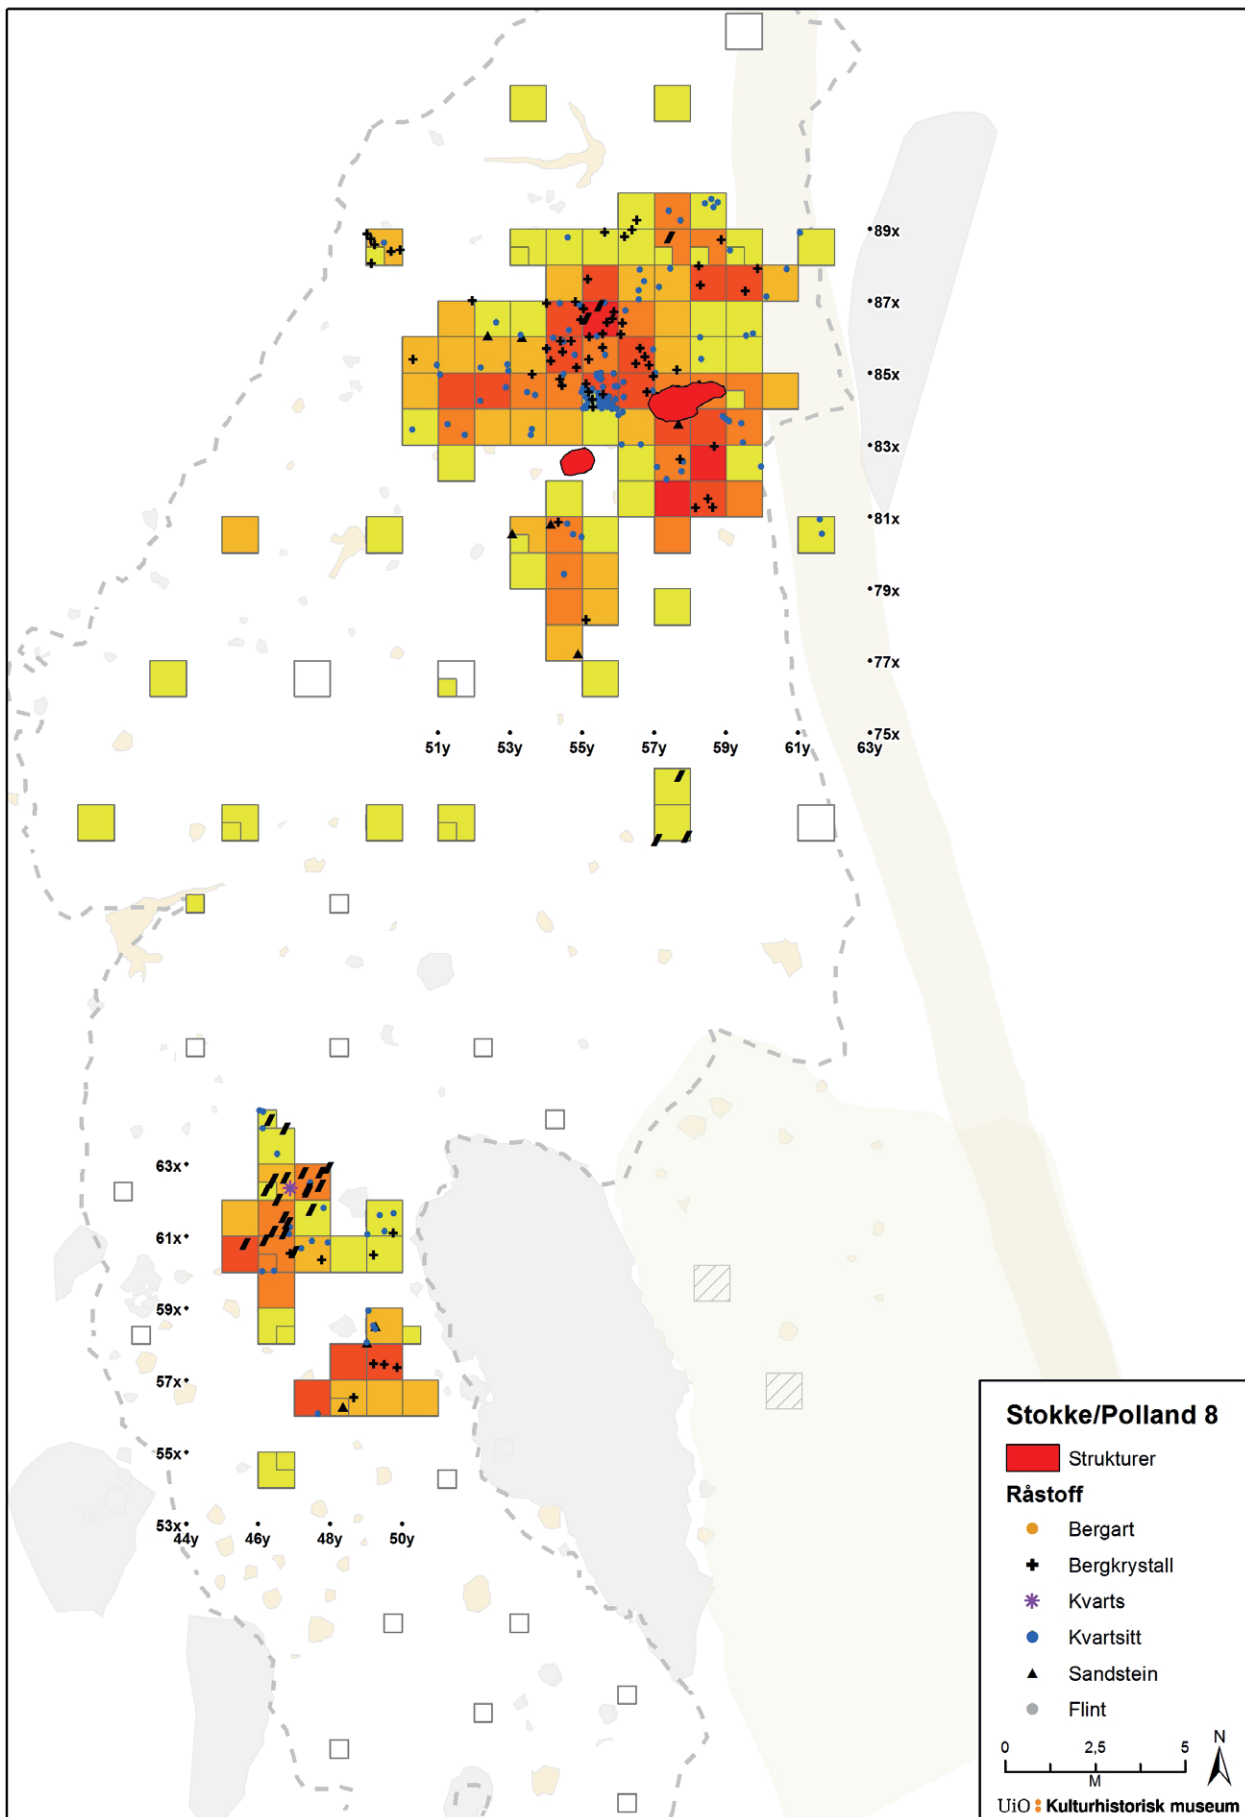 89x
87x
85x
83x
81x
79x
77x
75x
51y 53y 55y 57y 59y 61y 63y
63x
61x
59x
57x
55x
53x
44y 46y 48y 50y
Stokke/Polland 8
Strukturer
Råstoff
Bergart
Bergkrystall
Kvarts
Kvartsitt
Sandstein
Flint
N
0 2,5 5
M
UiO Kulturhistorisk museum